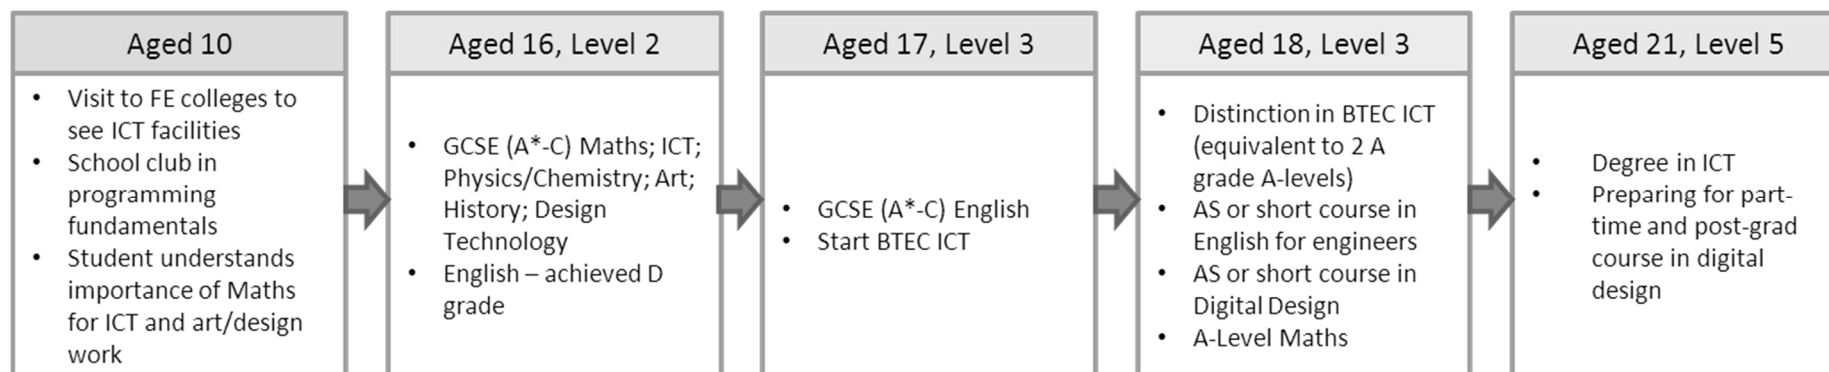 Aged 10
• Visit to FE colleges to
see ICT facilities
• School club in
programming
fundamentals
• Student understands
importance of Maths
for ICT and art/design
work
Aged 16, Level 2
• GCSE (A*-C) Maths; ICT;
Physics/Chemistry; Art;
History; Design
Technology
• English – achieved D
grade
Aged 17, Level 3
• GCSE (A*-C) English
• Start BTEC ICT
Aged 18, Level 3
• Distinction in BTEC ICT
(equivalent to 2 A
grade A-levels)
• AS or short course in
English for engineers
• AS or short course in
Digital Design
• A-Level Maths
Aged 21, Level 5
• Degree in ICT
• Preparing for part-
time and post-grad
course in digital
design